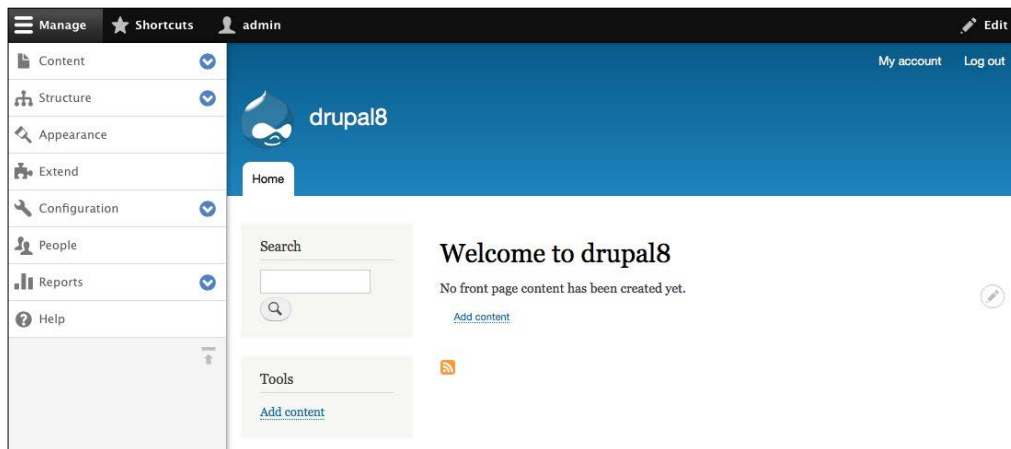 Manage Shortcuts admin Edit
Content
Structure
Appearance
Extend
Configuration
People
Reports
Help
My account Log out
drupal8
Home
Search
Tools
Add content
Welcome to drupal8
No front page content has been created yet.
Add content